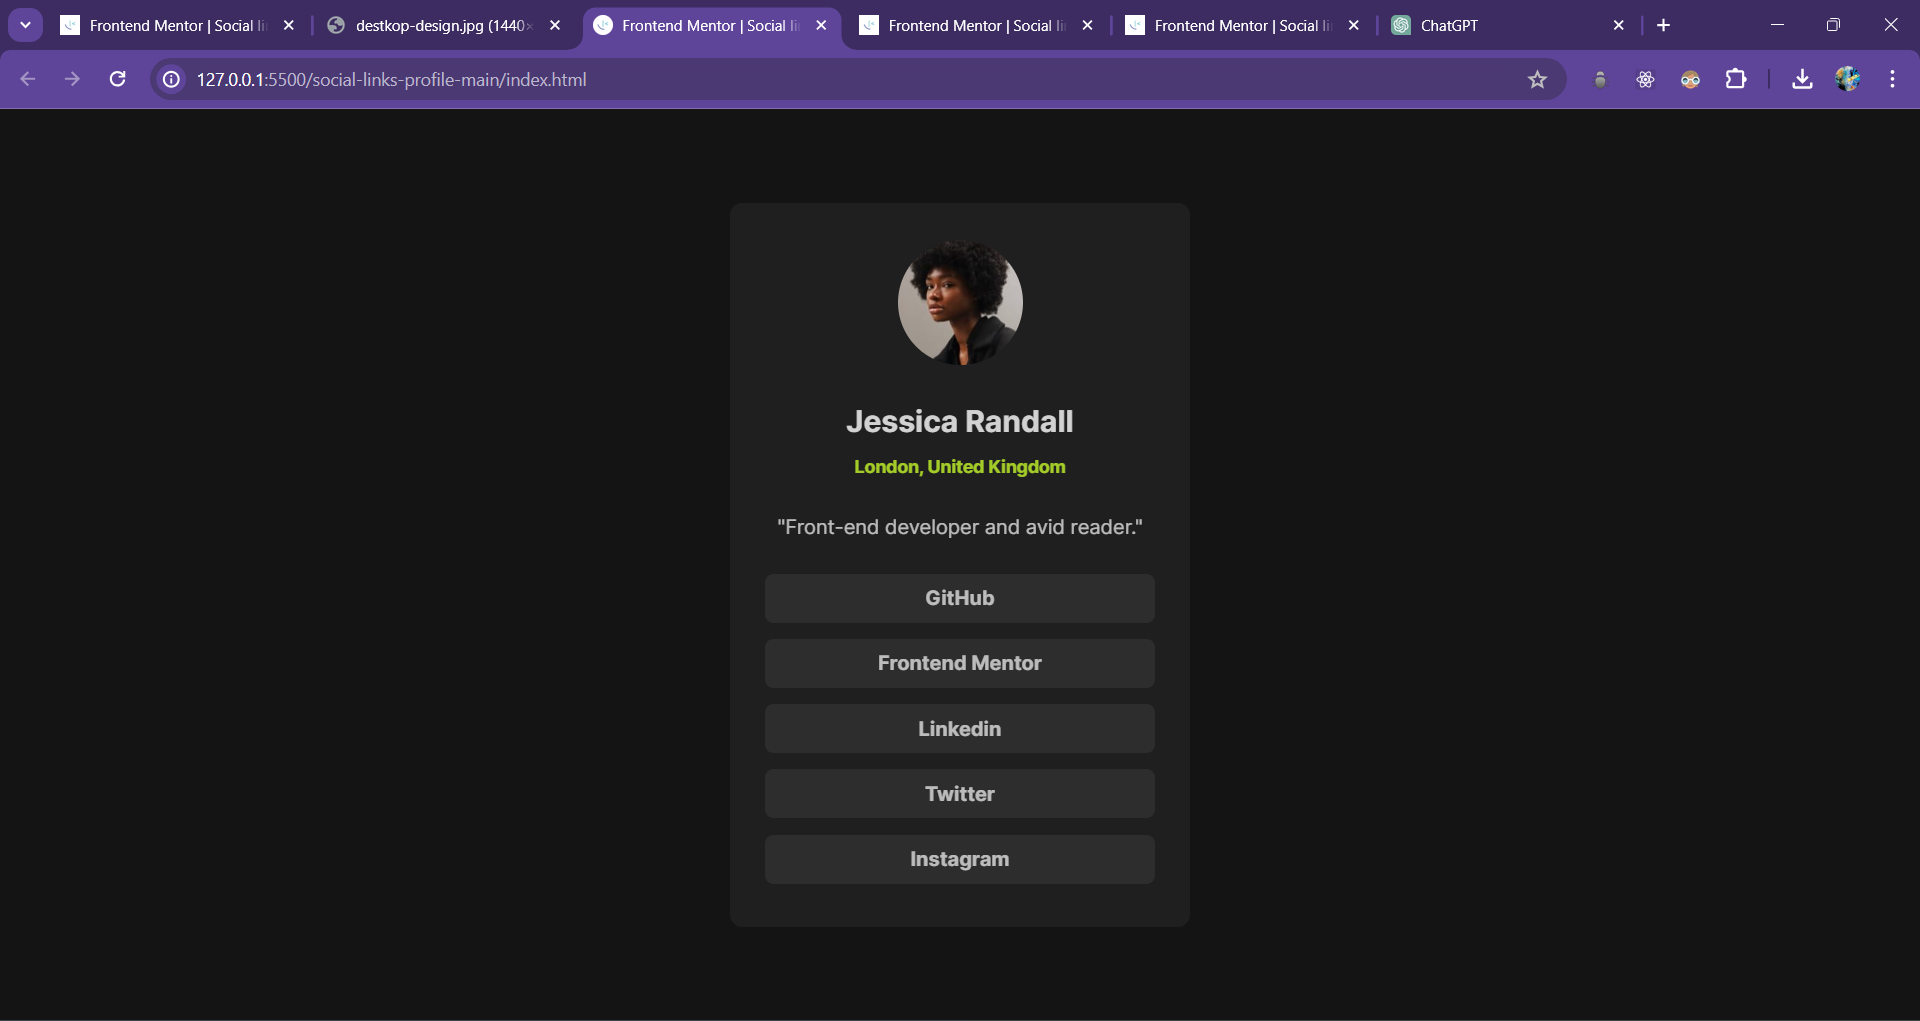 Frontend Mentor | Social li
destkop-design.jpg (1440×
Frontend Mentor | Social li
Frontend Mentor | Social li
Frontend Mentor | Social li
ChatGPT
127.0.0.1:5500/social-links-profile-main/index.html
Jessica Randall
London, United Kingdom
"Front-end developer and avid reader."
GitHub
Frontend Mentor
Linkedin
Twitter
Instagram